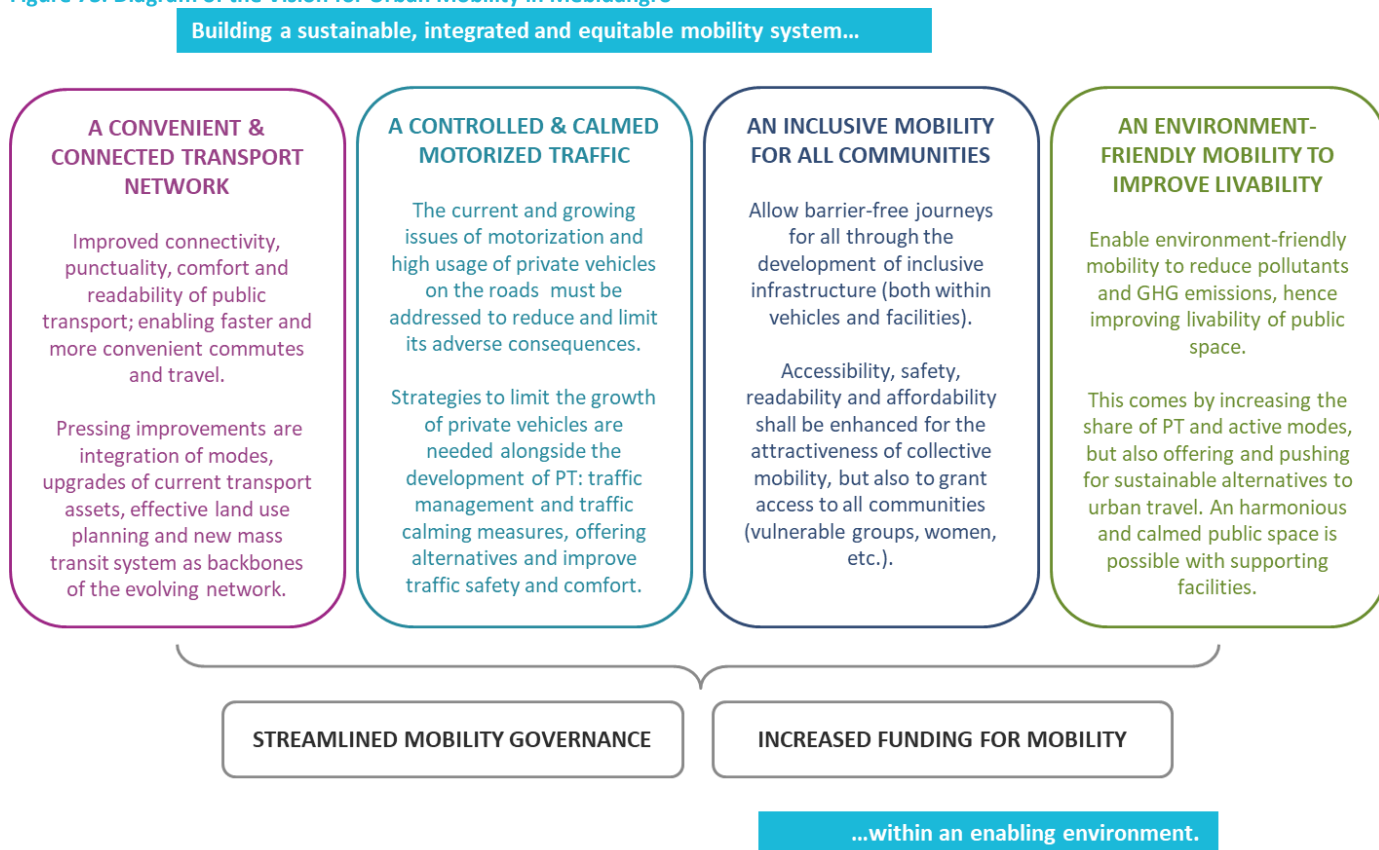 Diagram of the Vision for Urban Mobility in Mebidangro
Building a sustainable, integrated and equitable mobility system…
A CONVENIENT &
CONNECTED TRANSPORT
NETWORK
Improved connectivity,
punctuality, comfort and
readability of public
transport; enabling faster and
more convenient commutes
and travel.
Pressing improvements are
integration of modes,
upgrades of current transport
assets, effective land use
planning and new mass
transit system as backbones
of the evolving network.
A CONTROLLED & CALMED
MOTORIZED TRAFFIC
The current and growing
issues of motorization and
high usage of private vehicles
on the roads must be
addressed to reduce and limit
its adverse consequences.
Strategies to limit the growth
of private vehicles are
needed alongside the
development of PT: traffic
management and traffic
calming measures, offering
alternatives and improve
traffic safety and comfort.
AN INCLUSIVE MOBILITY
FOR ALL COMMUNITIES
Allow barrier-free journeys
for all through the
development of inclusive
infrastructure (both within
vehicles and facilities).
Accessibility, safety,
readability and affordability
shall be enhanced for the
attractiveness of collective
mobility, but also to grant
access to all communities
(vulnerable groups, women,
etc.).
AN ENVIRONMENT-
FRIENDLY MOBILITY TO
IMPROVE LIVABILITY
Enable environment-friendly
mobility to reduce pollutants
and GHG emissions, hence
improving livability of public
space.
This comes by increasing the
share of PT and active modes,
but also offering and pushing
for sustainable alternatives to
urban travel. An harmonious
and calmed public space is
possible with supporting
facilities.
STREAMLINED MOBILITY GOVERNANCE
INCREASED FUNDING FOR MOBILITY
…within an enabling environment.